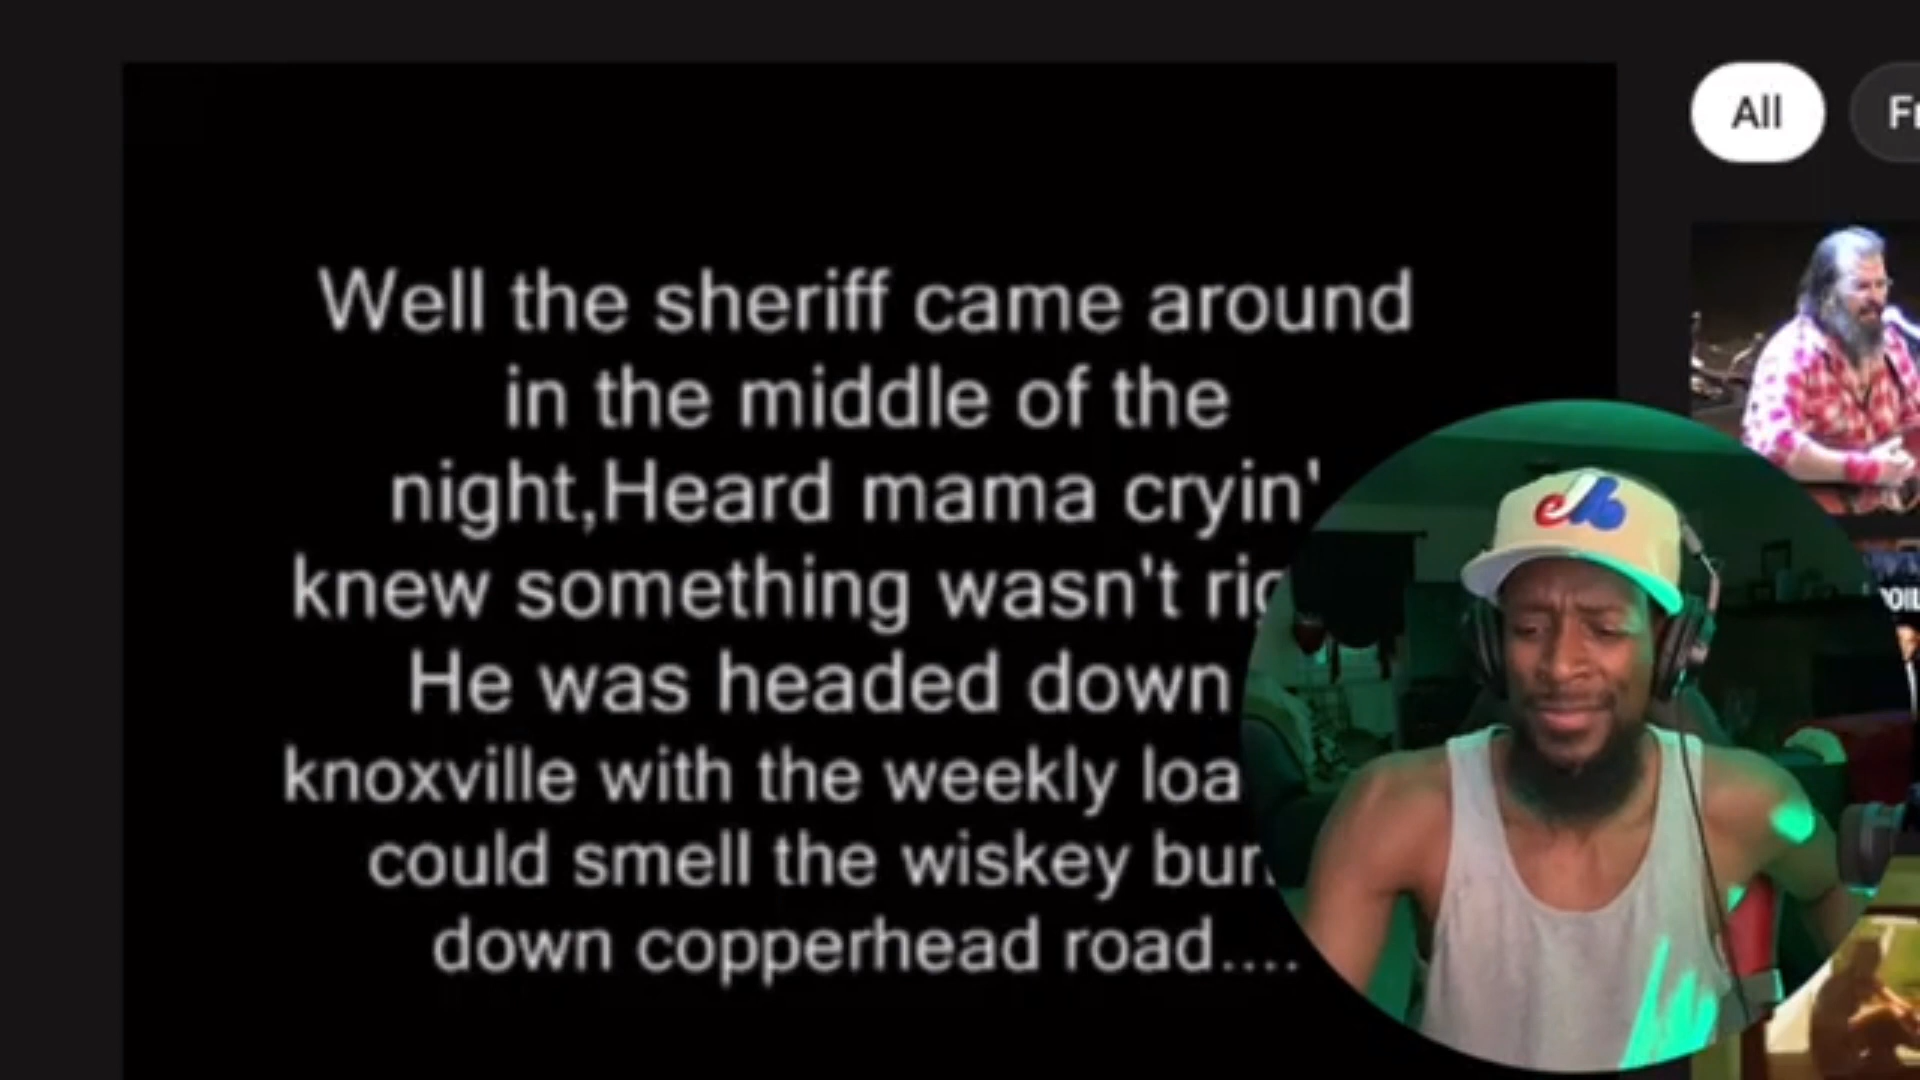 Well the sheriff came around
in the middle of the
night,Heard mama cryin'
knew something wasn't
He was headed down
knoxville with the weekly
could smell the wiskey
down copperhead road....
All